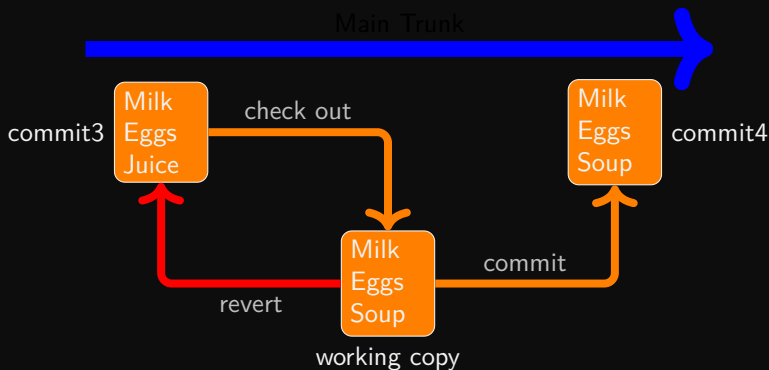 Main Trunk
commit3
Milk
Eggs
Juice
check out
Milk
Eggs
Soup
commit4
revert
Milk
Eggs
Soup
commit
working copy